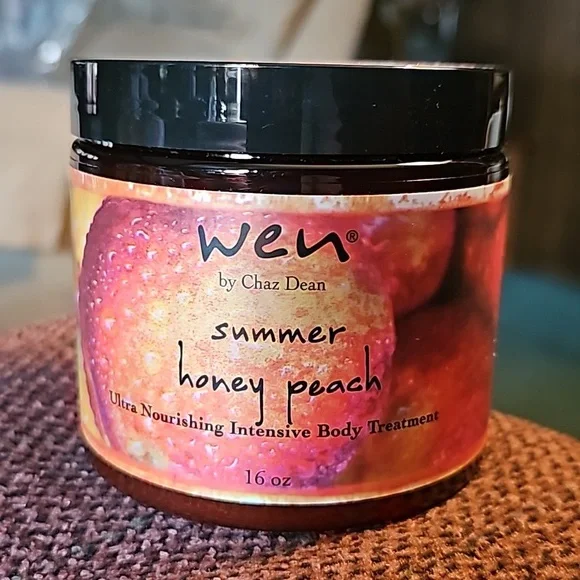 wen®
by Chaz Dean
summer
honey peach
Ultra Nourishing Intensive Body Treatment
16 oz